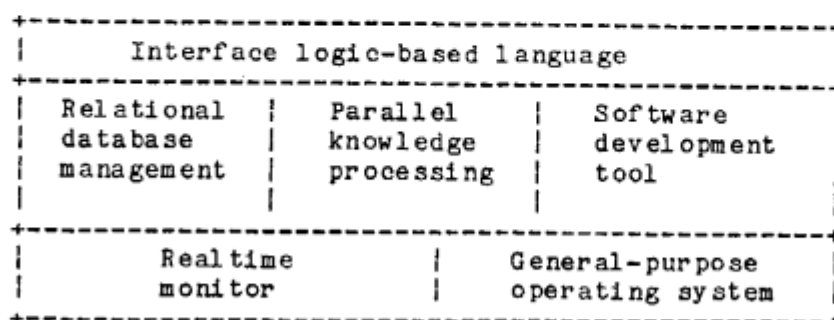 Interface logic-based language
Relational Parallel Software
database knowledge development
management processing tool
Realtime General-purpose
monitor operating system